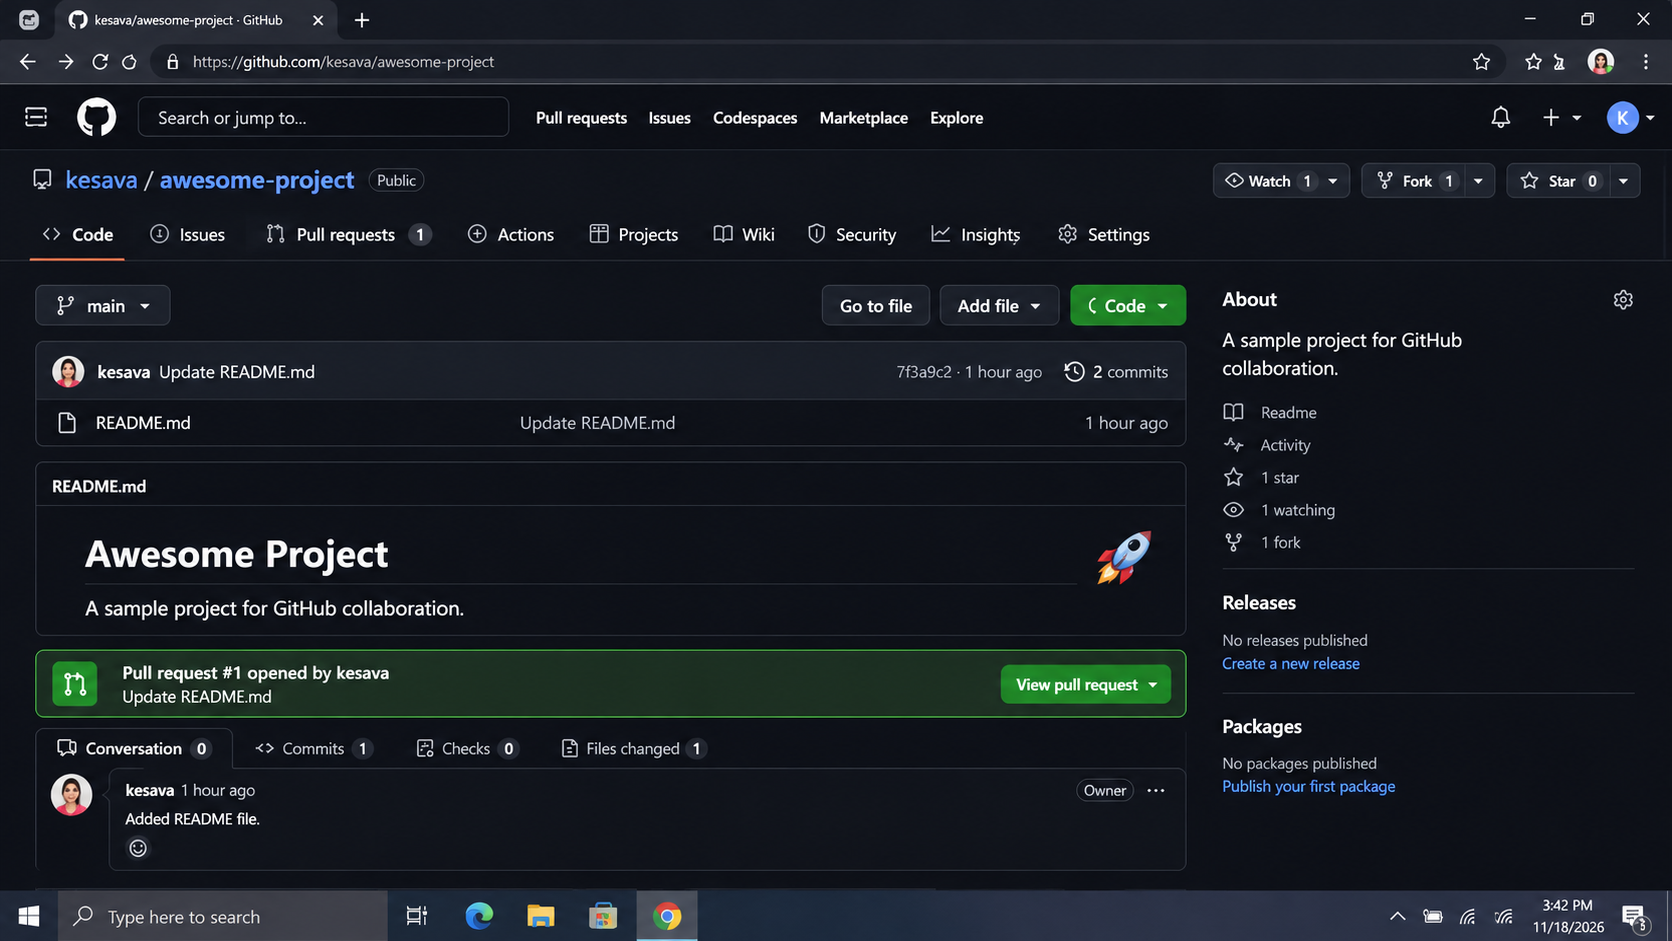 kesava/awesome-project · GitHub
https://github.com/kesava/awesome-project
Search or jump to...
Pull requests
Issues
Codespaces
Marketplace
Explore
K
kesava / awesome-project Public
Watch 1
Fork 1
Star 0
Code
Issues
Pull requests 1
Actions
Projects
Wiki
Security
Insights
Settings
main
Go to file
Add file
Code
kesava Update README.md
7f3a9c2 · 1 hour ago
2 commits
README.md
Update README.md
1 hour ago
README.md
Awesome Project
A sample project for GitHub collaboration.
Pull request #1 opened by kesava
Update README.md
View pull request
Conversation 0
Commits 1
Checks 0
Files changed 1
kesava 1 hour ago
Owner
Added README file.
About
A sample project for GitHub
collaboration.
Readme
Activity
1 star
1 watching
1 fork
Releases
No releases published
Create a new release
Packages
No packages published
Publish your first package
Type here to search
3:42 PM
11/18/2026